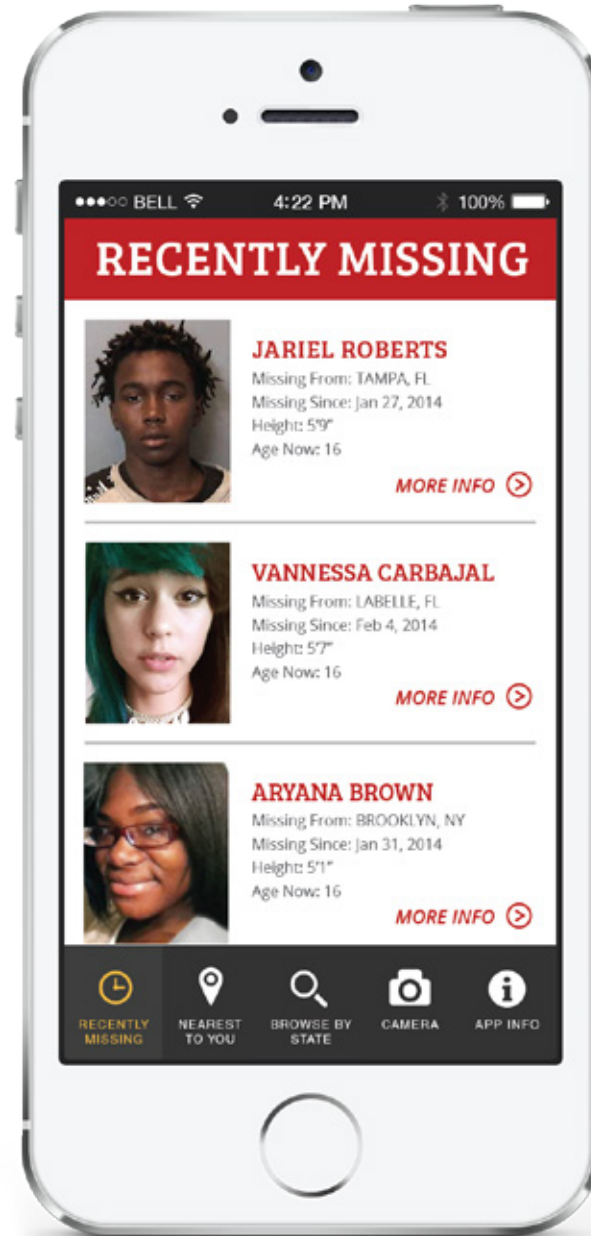 BELL 4:22 PM 100%
RECENTLY MISSING
JARIEL ROBERTS
Missing From: TAMPA, FL
Missing Since: Jan 27, 2014
Height: 5'9"
Age Now: 16
MORE INFO
VANNESSA CARBAJAL
Missing From: LABELLE, FL
Missing Since: Feb 4, 2014
Height: 5'7"
Age Now: 16
MORE INFO
ARYANA BROWN
Missing From: BROOKLYN, NY
Missing Since: Jan 31, 2014
Height: 5'1"
Age Now: 16
MORE INFO
RECENTLY MISSING
NEAREST TO YOU
BROWSE BY STATE
CAMERA
APP INFO